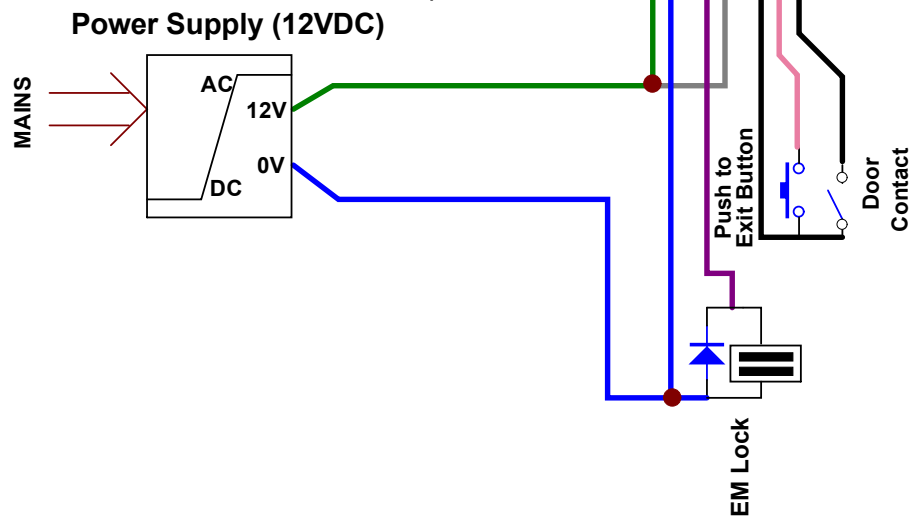 Power Supply (12VDC)
MAINS
AC
12V
0V
DC
Push to
Exit Button
Door
Contact
EM Lock